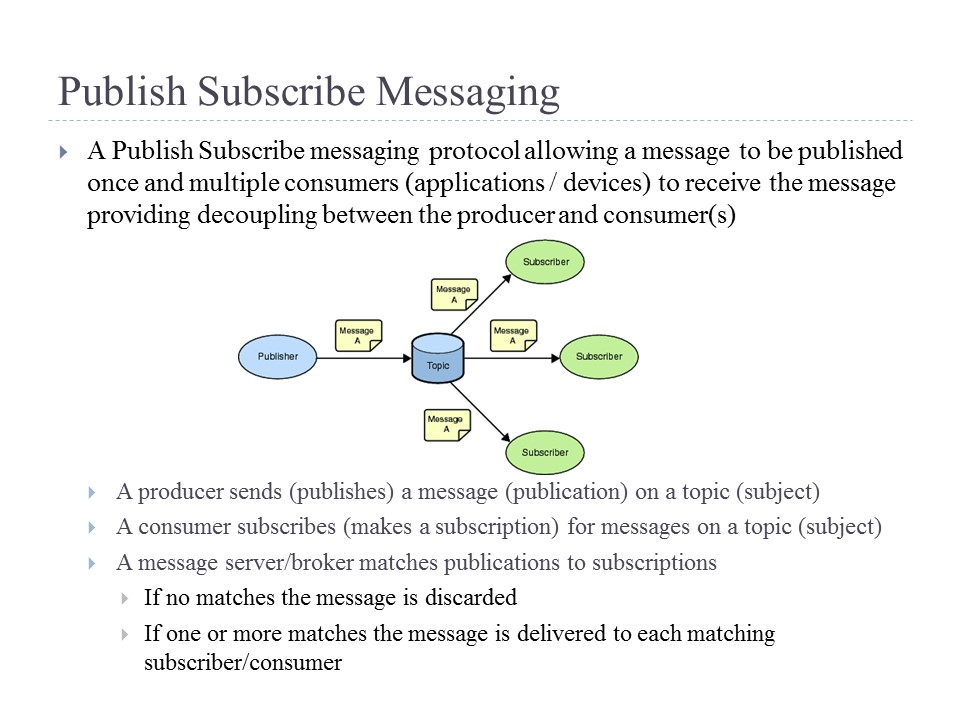 Publish Subscribe Messaging
A Publish Subscribe messaging protocol allowing a message to be published
once and multiple consumers (applications / devices) to receive the message
providing decoupling between the producer and consumer(s)
Subscriber
Message
A
Message
A
Message
A
Publisher
Topic
Subscriber
Message
A
Subscriber
A producer sends (publishes) a message (publication) on a topic (subject)
A consumer subscribes (makes a subscription) for messages on a topic (subject)
A message server/broker matches publications to subscriptions
If no matches the message is discarded
If one or more matches the message is delivered to each matching
subscriber/consumer